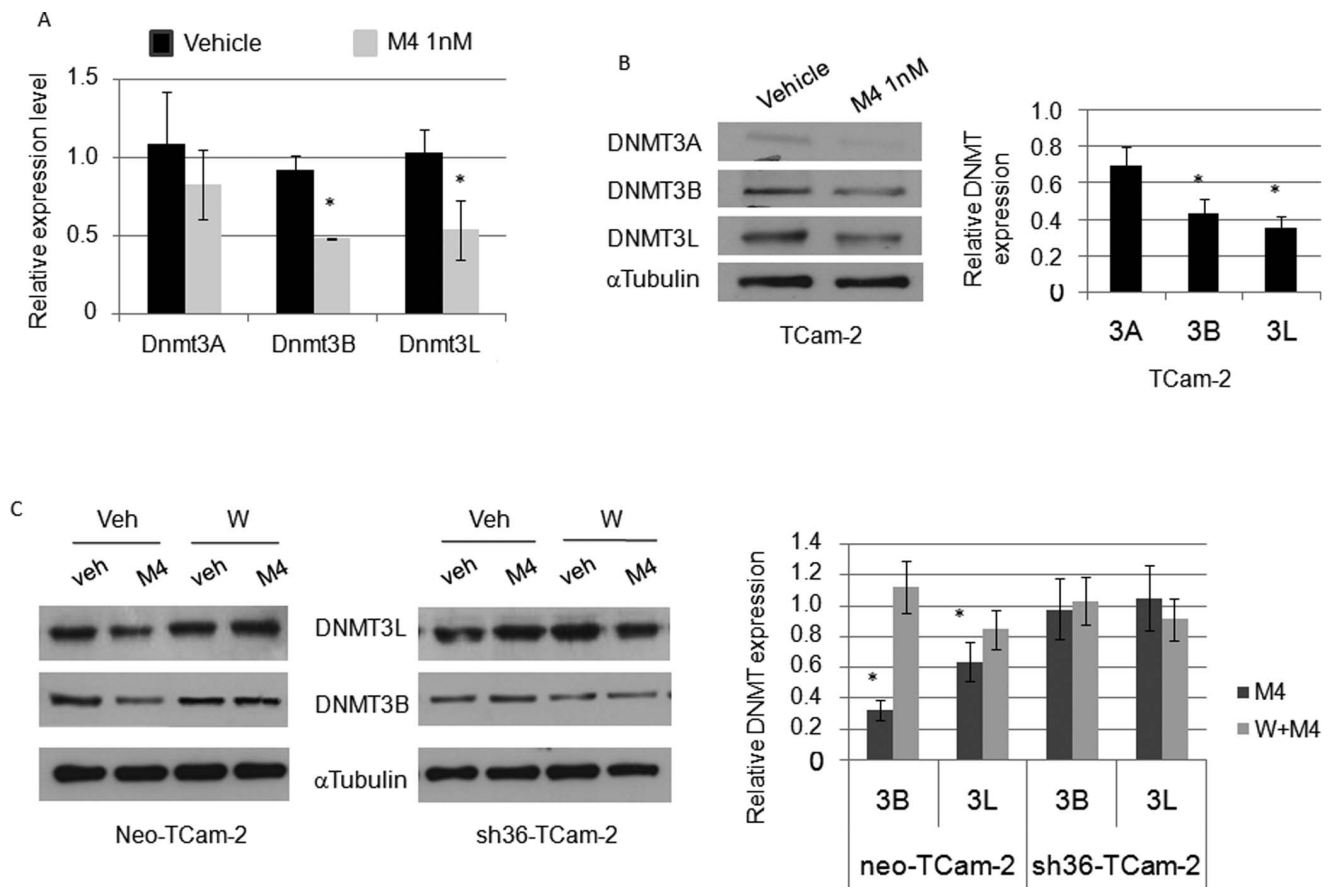 A
Vehicle
M4 1nM
Relative expression level
1.5
1.0
0.5
0
*
*
Dnmt3A
Dnmt3B
Dnmt3L
B
Vehicle
M4 1nM
DNMT3A
DNMT3B
DNMT3L
αTubulin
TCam-2
Relative DNMT
expression
1.0
0.8
0.6
0.4
0.2
0
*
*
3A
3B
3L
TCam-2
C
Veh
W
veh
M4
veh
M4
Neo-TCam-2
DNMT3L
DNMT3B
αTubulin
Veh
W
veh
M4
veh
M4
sh36-TCam-2
Relative DNMT expression
1.4
1.2
1.0
0.8
0.6
0.4
0.2
0
*
*
3B
3L
3B
3L
neo-TCam-2
sh36-TCam-2
M4
W+M4